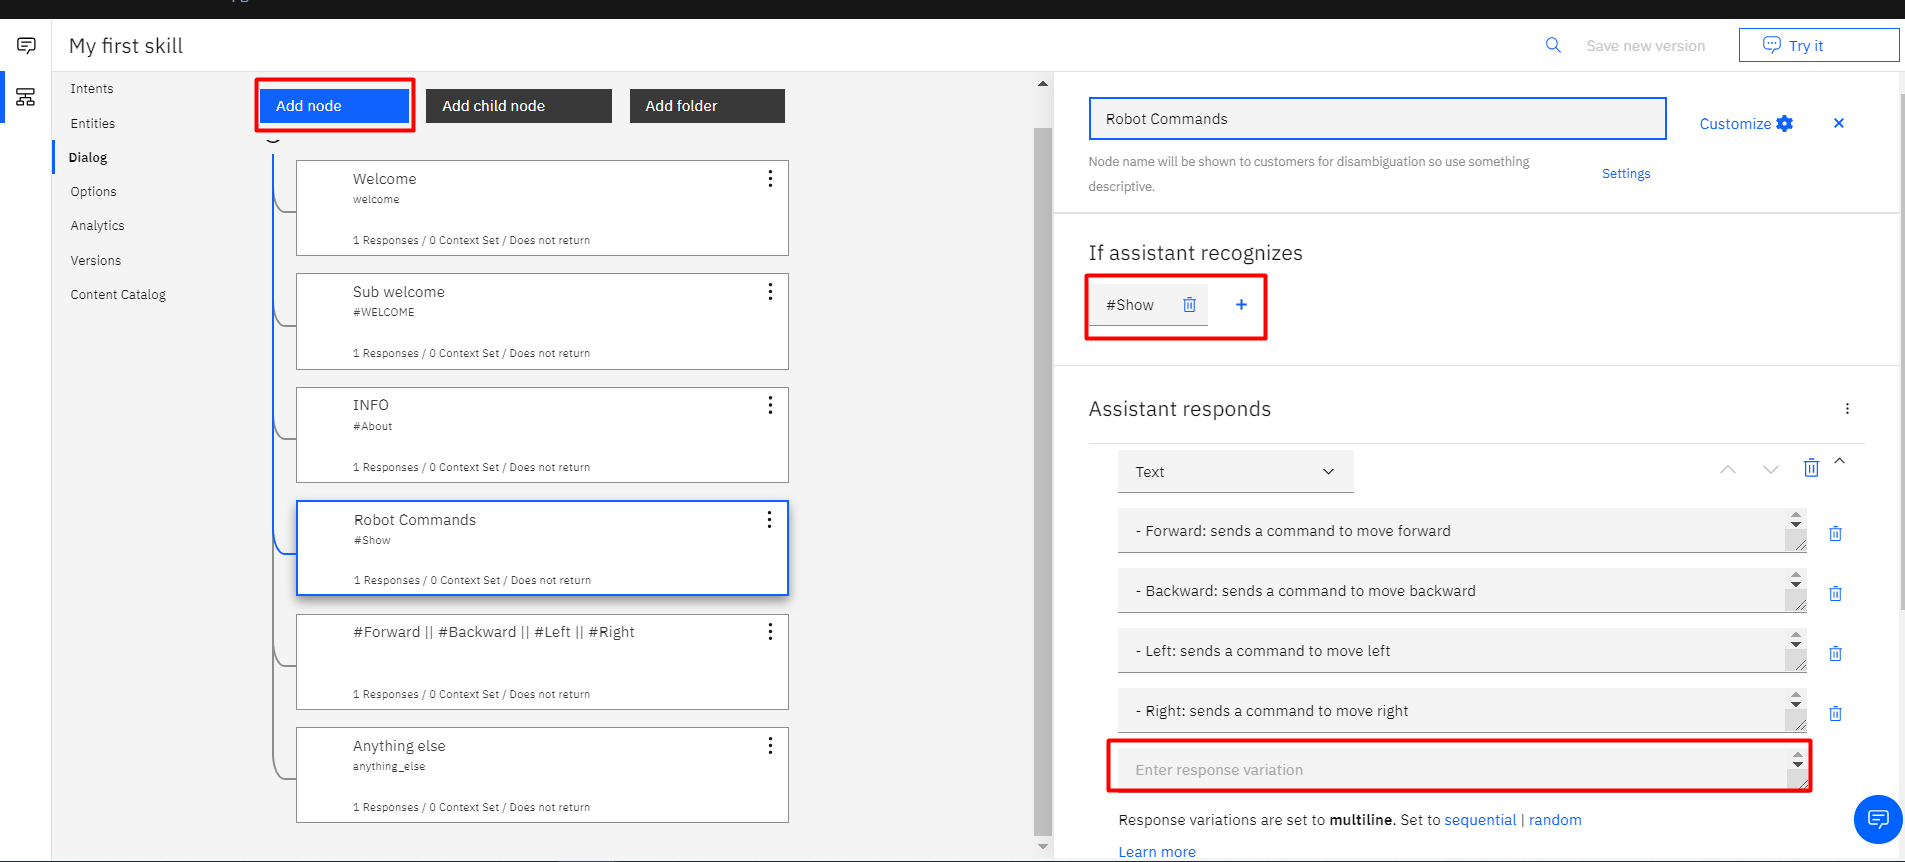 My first skill
Save new version
Try it
Intents
Entities
Dialog
Options
Analytics
Versions
Content Catalog
Add node
Add child node
Add folder
Welcome
welcome
1 Responses / 0 Context Set / Does not return
Sub welcome
#WELCOME
1 Responses / 0 Context Set / Does not return
INFO
#About
1 Responses / 0 Context Set / Does not return
Robot Commands
#Show
1 Responses / 0 Context Set / Does not return
#Forward || #Backward || #Left || #Right
1 Responses / 0 Context Set / Does not return
Anything else
anything_else
1 Responses / 0 Context Set / Does not return
Robot Commands
Customize
Node name will be shown to customers for disambiguation so use something
descriptive.
Settings
If assistant recognizes
#Show
Assistant responds
Text
- Forward: sends a command to move forward
- Backward: sends a command to move backward
- Left: sends a command to move left
- Right: sends a command to move right
Enter response variation
Response variations are set to multiline. Set to sequential | random
Learn more